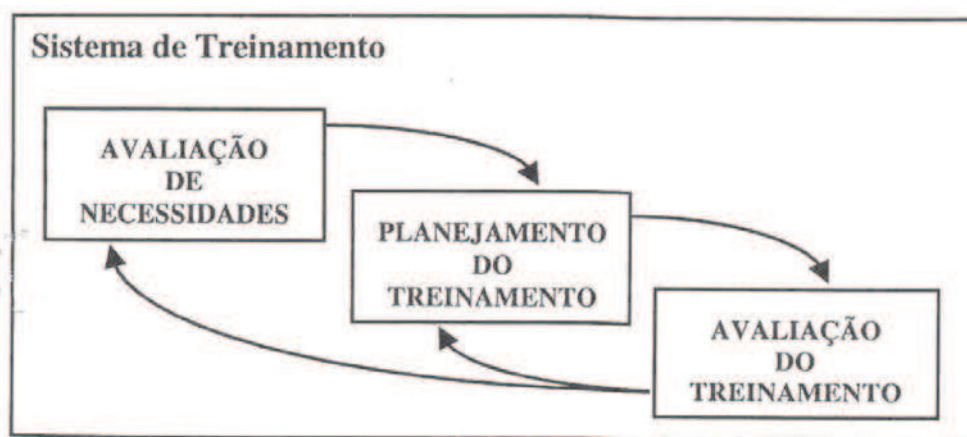 Sistema de Treinamento
AVALIAÇÃO
DE
NECESSIDADES
PLANEJAMENTO
DO
TREINAMENTO
AVALIAÇÃO
DO
TREINAMENTO